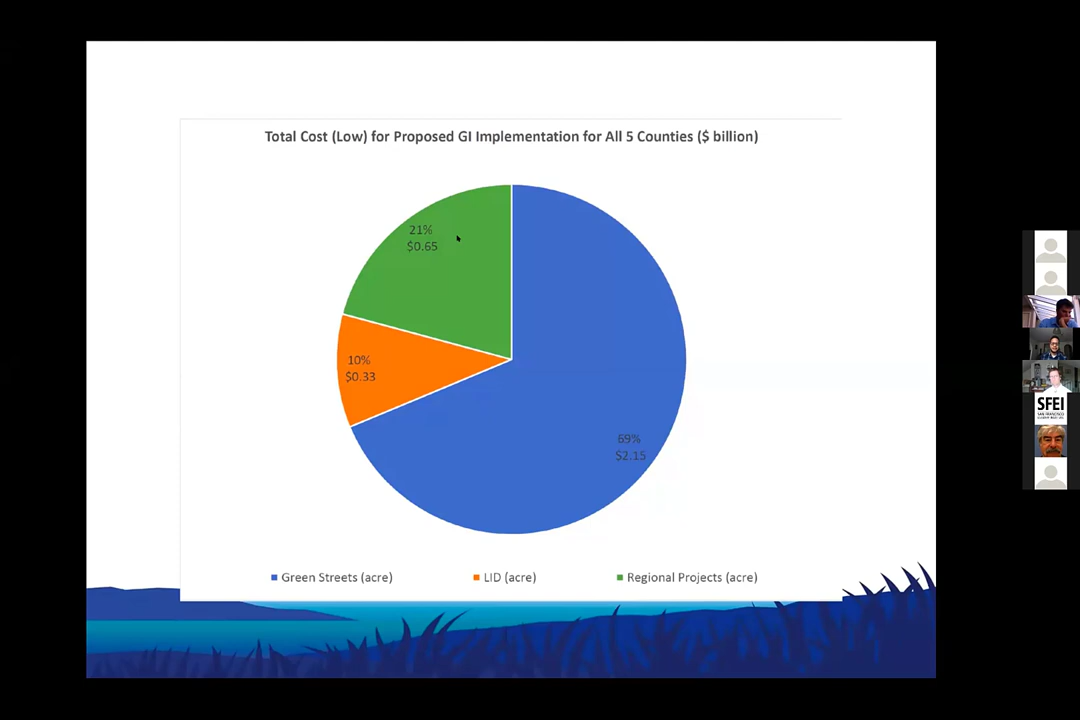 Total Cost (Low) for Proposed GI Implementation for All 5 Counties ($ billion)
21%
$0.65
10%
$0.33
69%
$2.15
Green Streets (acre)
LID (acre)
Regional Projects (acre)
SFEI